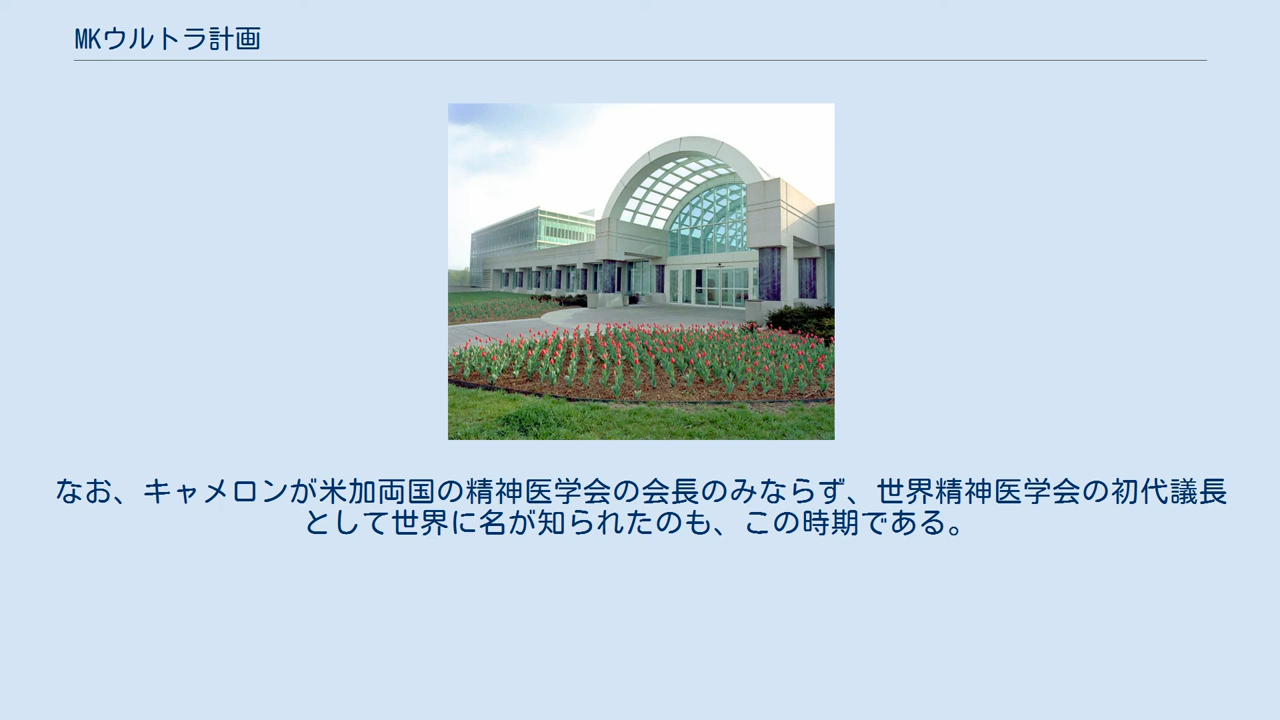 MKウルトラ計画
なお、キャメロンが米加両国の精神医学会の会長のみならず、世界精神医学会の初代議長
として世界に名が知られたのも、この時期である。